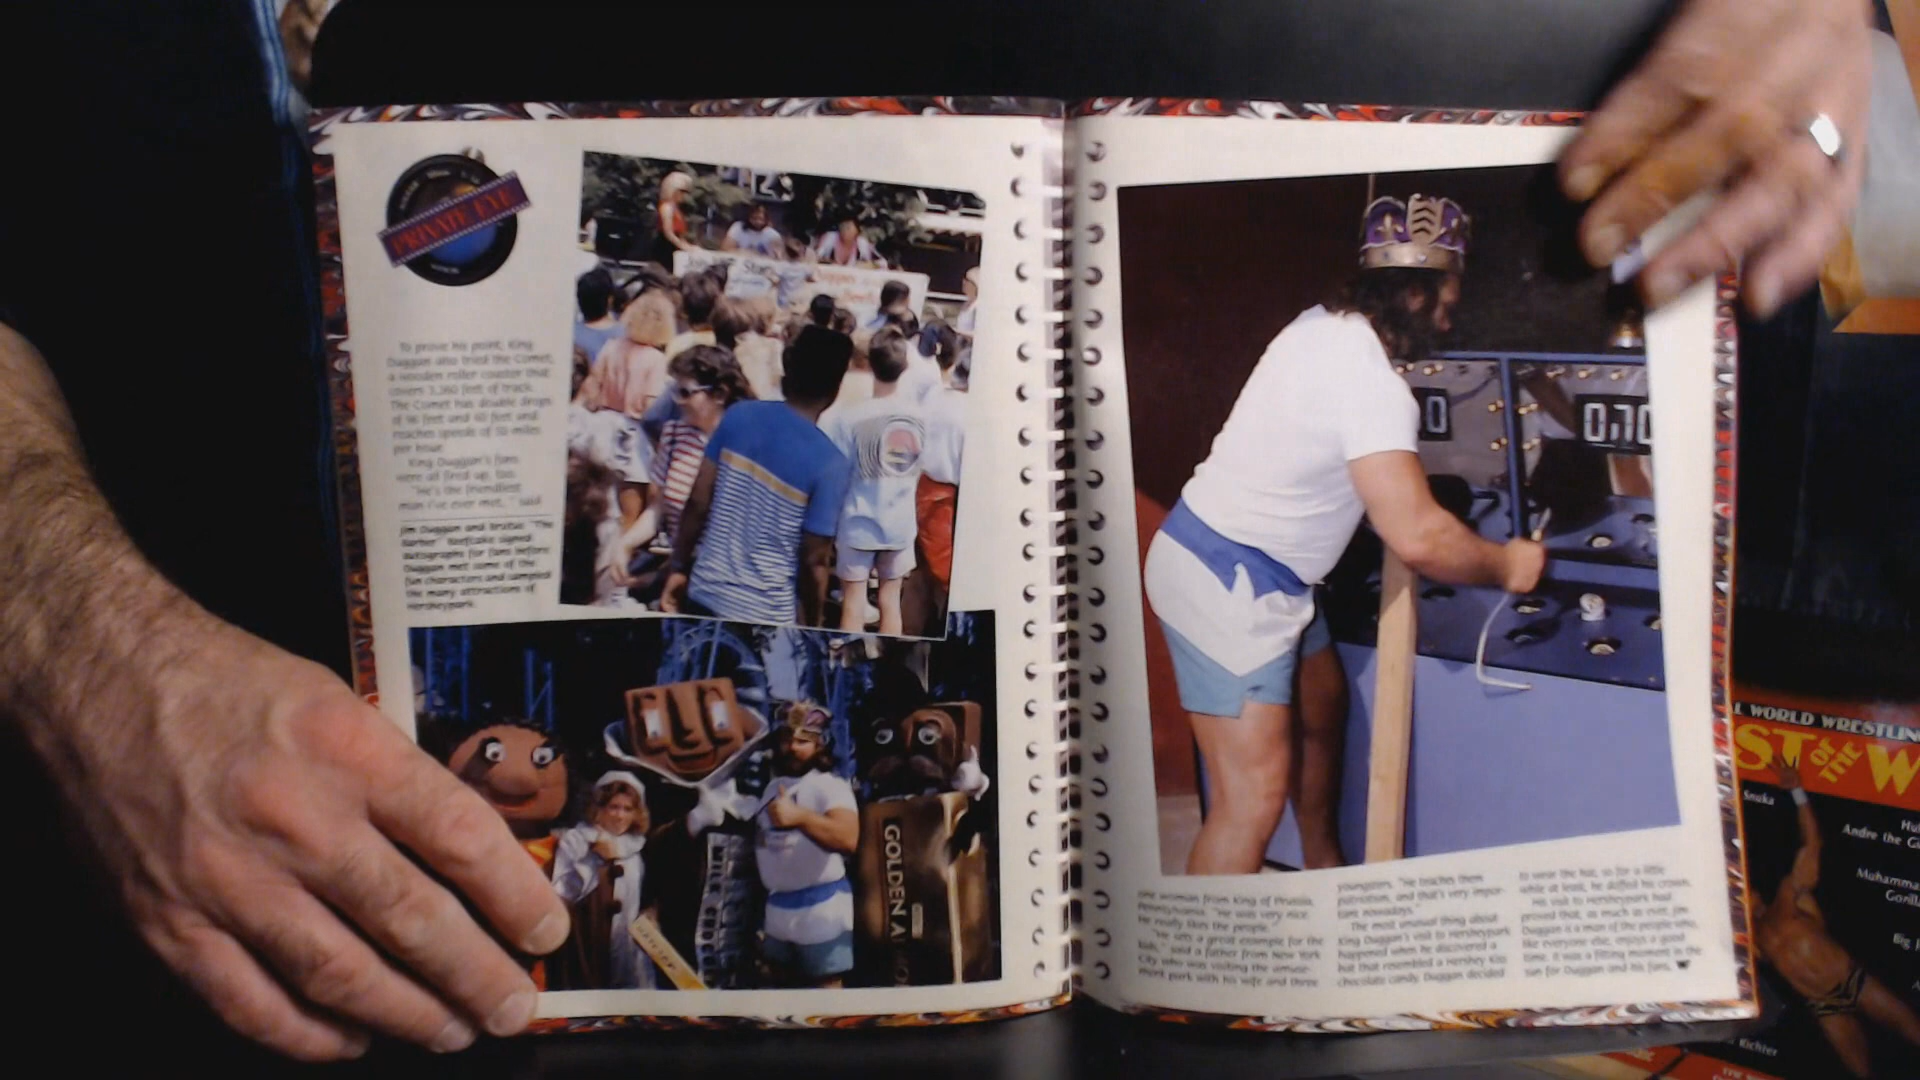 PRIVATE EYE
To prove his point, King
Duggan also tried the Comet,
a wooden roller coaster that
covers 3,360 feet of track.
The Comet has double drops
of 96 feet and
reaches speeds of 50 miles
per hour.
King Duggan's fans
were all fired up, too.
"He's the friendliest
man I've ever met," said
Jim Duggan and Brutus "The
Barber" Beefcake signed
autographs for fans before
Duggan met some of the
fun characters and sampled
the many attractions of
Hersheypark.
GOLDEN
0.70
one woman from King of Prussia,
Pennsylvania. "He was very nice.
He really likes the people."
"He sets a great example for the
kids," said a father from New York
City who was visiting the amuse-
ment park with his wife and three
youngsters. "He teaches them
patriotism, and that's very impor-
tant nowadays."
The most unusual thing about
King Duggan's visit to Hersheypark
happened when he discovered a
hat that resembled a Hershey Kiss
chocolate candy. Duggan decided
to wear the hat, so for a little
while at least, he doffed his crown.
His visit to Hersheypark had
proved that, as much as ever, Jim
Duggan is a man of the people who,
like everyone else, enjoys a good
time. It was a fitting moment in the
sun for Duggan and his fans.
L WORLD WRESTLIN
ST OF THE W
Snuka
Andre the G
Muhamma
Gorill
Big
Richter